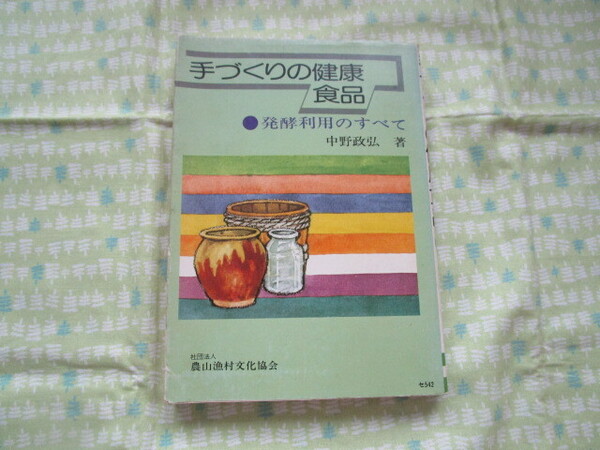 手づくりの健康
食品
●発酵利用のすべて
中野政弘 著
社団法人
農山漁村文化協会
セ542